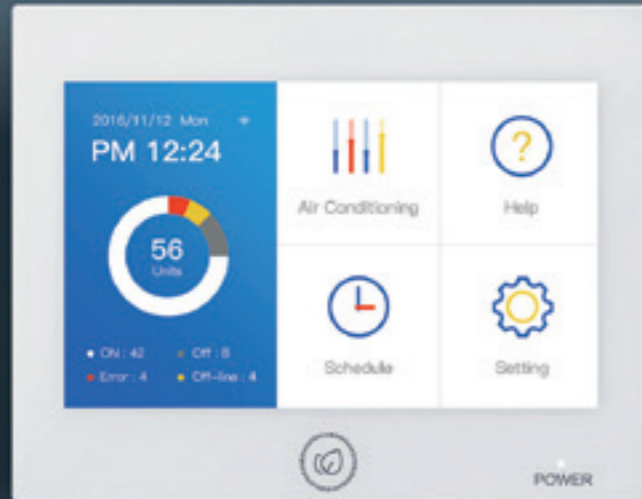 2016/11/12 Mon
PM 12:24
56
Units
ON : 42
Off : 6
Error : 4
Off-line : 4
Air Conditioning
Help
Schedule
Setting
POWER